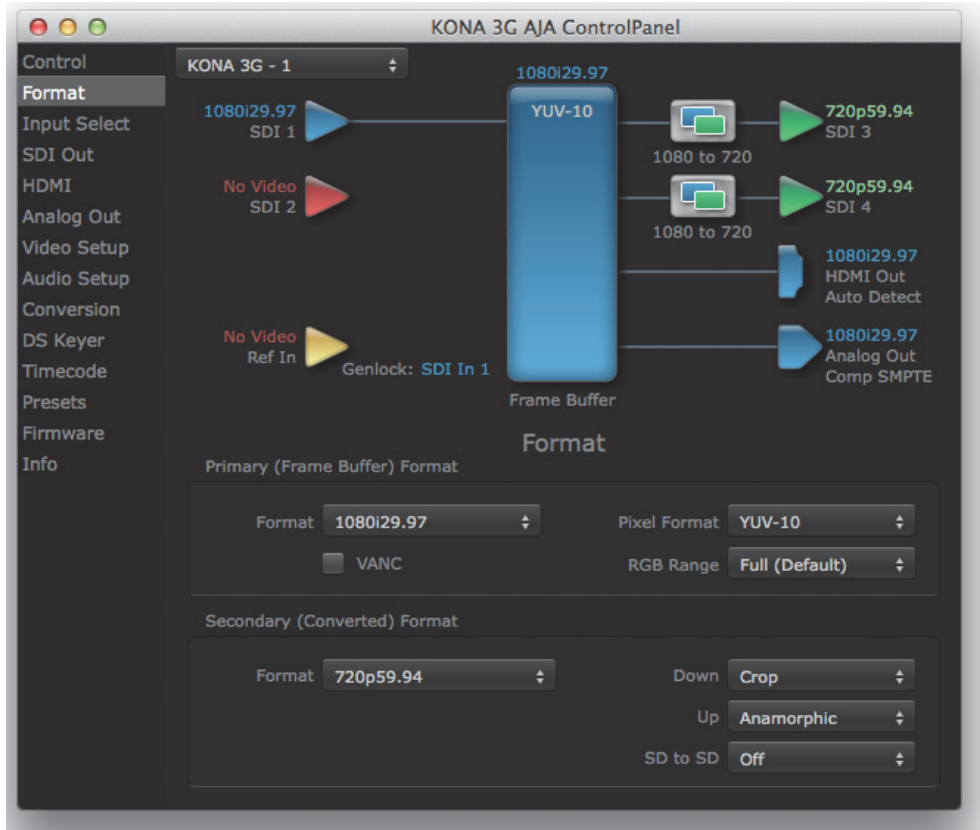 KONA 3G AJA ControlPanel
Control
Format
Input Select
SDI Out
HDMI
Analog Out
Video Setup
Audio Setup
Conversion
DS Keyer
Timecode
Presets
Firmware
Info
KONA 3G - 1
1080i29.97
SDI 1
No Video
SDI 2
No Video
Ref In
Genlock: SDI In 1
1080i29.97
YUV-10
Frame Buffer
1080 to 720
720p59.94
SDI 3
1080 to 720
720p59.94
SDI 4
1080i29.97
HDMI Out
Auto Detect
1080i29.97
Analog Out
Comp SMPTE
Format
Primary (Frame Buffer) Format
Format 1080i29.97
VANC
Pixel Format YUV-10
RGB Range Full (Default)
Secondary (Converted) Format
Format 720p59.94
Down Crop
Up Anamorphic
SD to SD Off